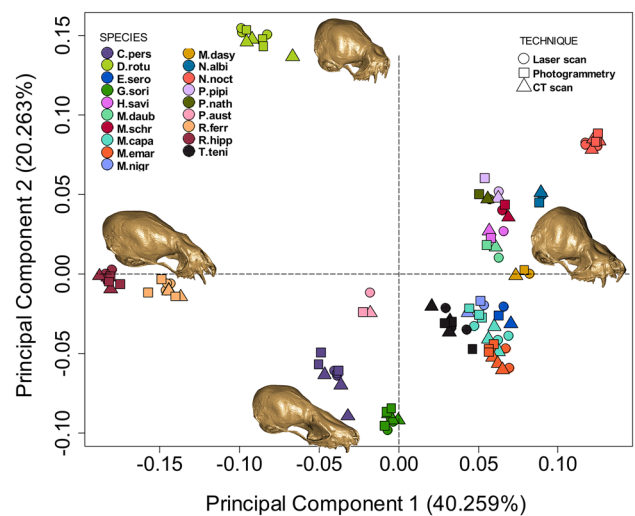 SPECIES
C.pers
D.rotu
E.sero
G.sori
H.savi
M.daub
M.schr
M.capa
M.emar
M.nigr
M.dasy
N.albi
N.noct
P.pipi
P.nath
P.aust
R.ferr
R.hipp
T.teni
TECHNIQUE
Laser scan
Photogrammetry
CT scan
Principal Component 2 (20.263%)
0.15
0.10
0.05
0.00
-0.05
-0.10
-0.15
-0.10
-0.05
0.00
0.05
0.10
Principal Component 1 (40.259%)